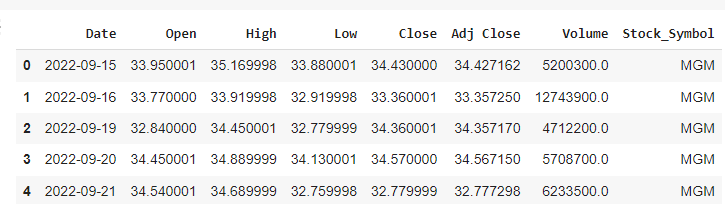 Date Open High Low Close Adj Close Volume Stock_Symbol
0 2022-09-15 33.950001 35.169998 33.880001 34.430000 34.427162 5200300.0 MGM
1 2022-09-16 33.770000 33.919998 32.919998 33.360001 33.357250 12743900.0 MGM
2 2022-09-19 32.840000 34.450001 32.779999 34.360001 34.357170 4712200.0 MGM
3 2022-09-20 34.450001 34.889999 34.130001 34.570000 34.567150 5708700.0 MGM
4 2022-09-21 34.540001 34.689999 32.759998 32.779999 32.777298 6233500.0 MGM